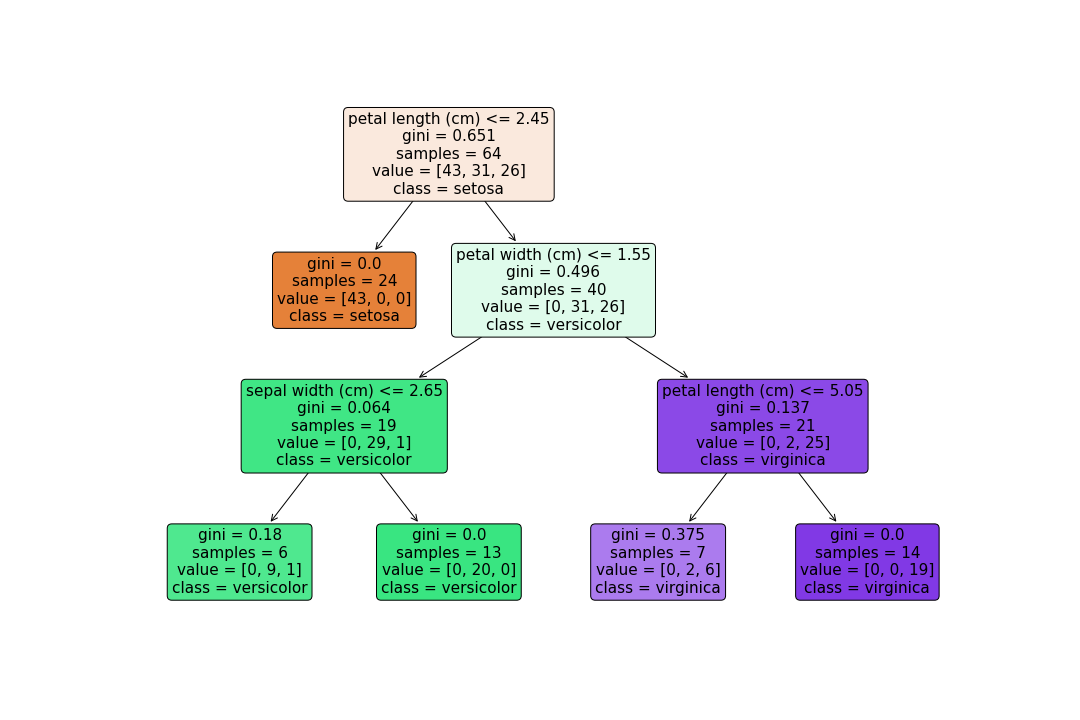 petal length (cm) <= 2.45
gini = 0.651
samples = 64
value = [43, 31, 26]
class = setosa
gini = 0.0
samples = 24
value = [43, 0, 0]
class = setosa
petal width (cm) <= 1.55
gini = 0.496
samples = 40
value = [0, 31, 26]
class = versicolor
sepal width (cm) <= 2.65
gini = 0.064
samples = 19
value = [0, 29, 1]
class = versicolor
petal length (cm) <= 5.05
gini = 0.137
samples = 21
value = [0, 2, 25]
class = virginica
gini = 0.18
samples = 6
value = [0, 9, 1]
class = versicolor
gini = 0.0
samples = 13
value = [0, 20, 0]
class = versicolor
gini = 0.375
samples = 7
value = [0, 2, 6]
class = virginica
gini = 0.0
samples = 14
value = [0, 0, 19]
class = virginica